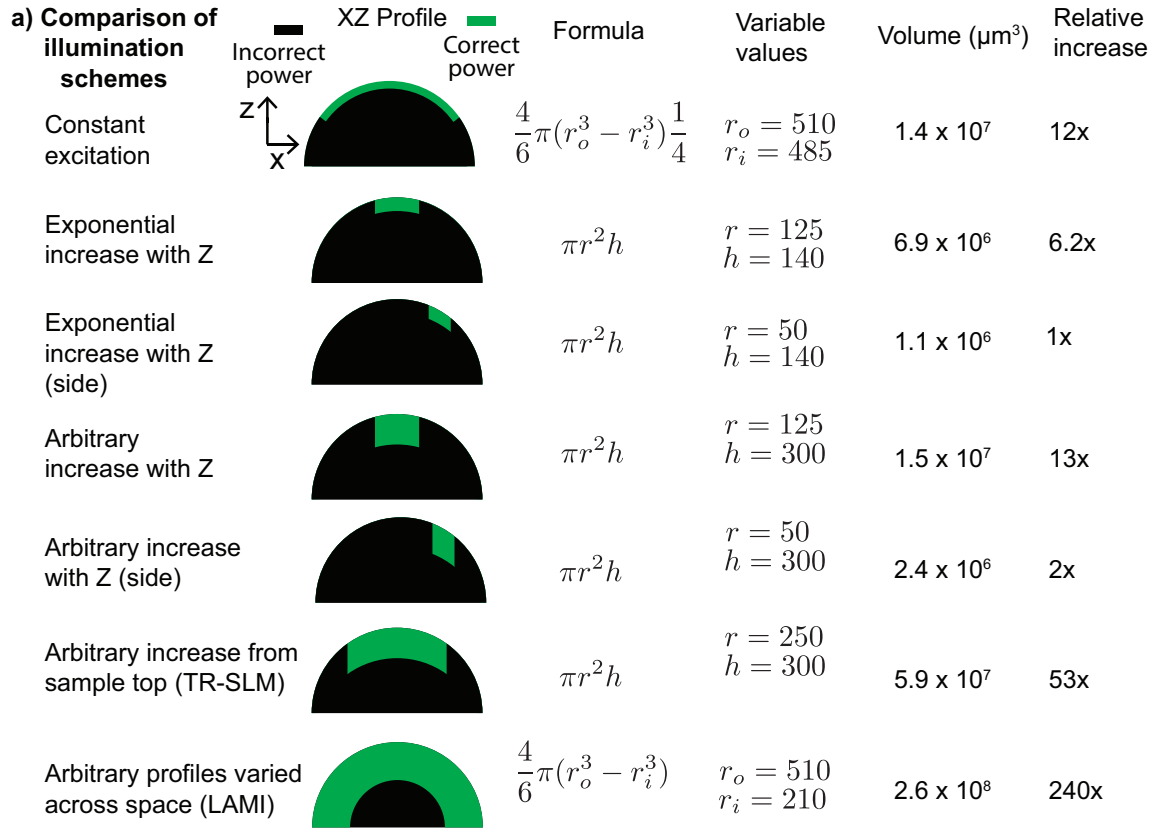 a) Comparison of
illumination
schemes
XZ Profile
Incorrect
power
Correct
power
Formula
Variable
values
Volume (μm³)
Relative
increase
Z
X
Constant
excitation
4/6 π(r_o³ − r_i³) 1/4
r_o = 510
r_i = 485
1.4 x 10⁷
12x
Exponential
increase with Z
πr²h
r = 125
h = 140
6.9 x 10⁶
6.2x
Exponential
increase with Z
(side)
πr²h
r = 50
h = 140
1.1 x 10⁶
1x
Arbitrary
increase with Z
πr²h
r = 125
h = 300
1.5 x 10⁷
13x
Arbitrary increase
with Z (side)
πr²h
r = 50
h = 300
2.4 x 10⁶
2x
Arbitrary increase from
sample top (TR-SLM)
πr²h
r = 250
h = 300
5.9 x 10⁷
53x
Arbitrary profiles varied
across space (LAMI)
4/6 π(r_o³ − r_i³)
r_o = 510
r_i = 210
2.6 x 10⁸
240x